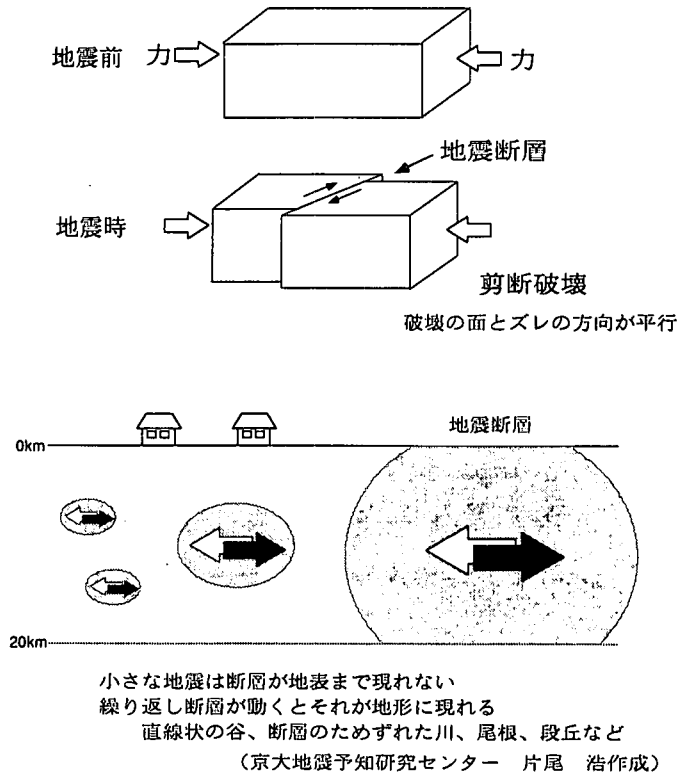 地震前 力 力
地震断層
地震時
剪断破壊
破壊の面とズレの方向が平行
地震断層
0km
20km
小さな地震は断層が地表まで現れない
繰り返し断層が動くとそれが地形に現れる
直線状の谷、断層のためずれた川、尾根、段丘など
(京大地震予知研究センター 片尾 浩作成)